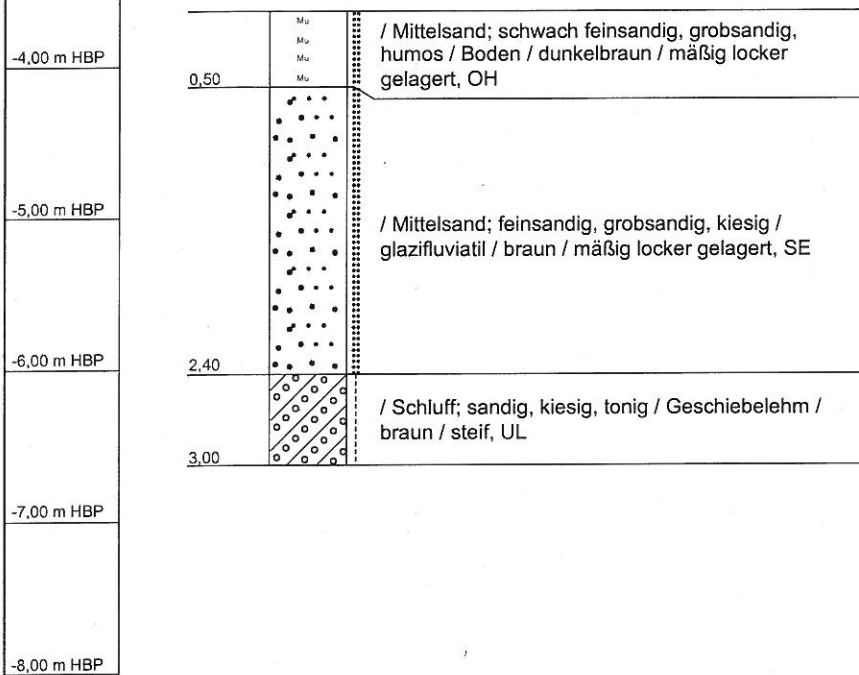 Mu
Mu
Mu
Mu
/ Mittelsand; schwach feinsandig, grobsandig,
humos / Boden / dunkelbraun / mäßig locker
gelagert, OH
-4,00 m HBP
0,50
-5,00 m HBP
/ Mittelsand; feinsandig, grobsandig, kiesig /
glazifluviatil / braun / mäßig locker gelagert, SE
-6,00 m HBP
2,40
/ Schluff; sandig, kiesig, tonig / Geschiebelehm /
braun / steif, UL
3,00
-7,00 m HBP
-8,00 m HBP